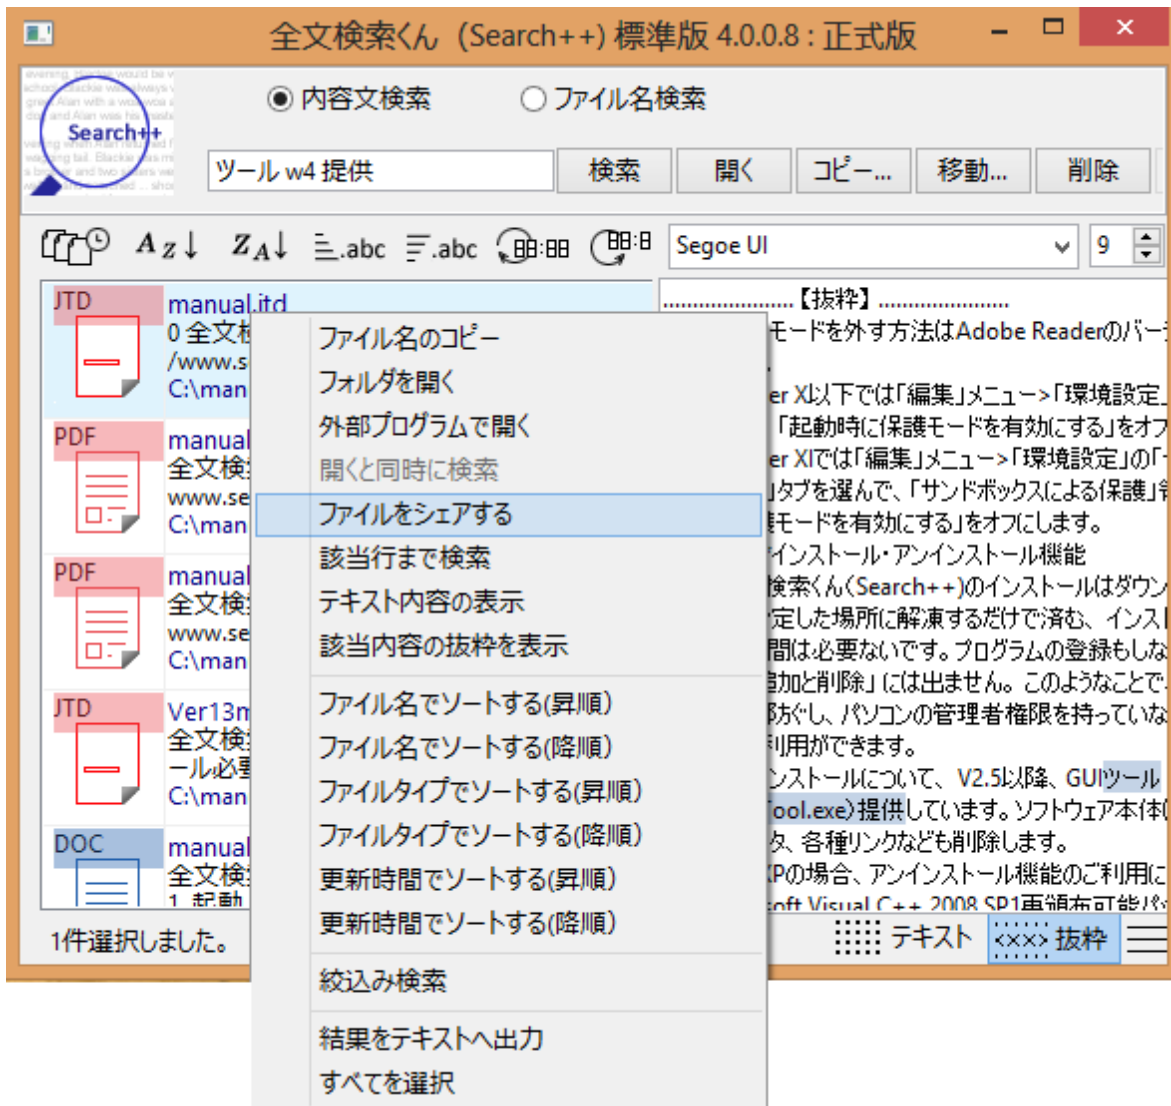 全文検索くん（Search++）標準版 4.0.0.8 : 正式版
Search++
内容文検索
ファイル名検索
ツール w4 提供
検索
開く
コピー...
移動...
削除
A Z↓
Z A↓
.abc
.abc
Segoe UI
9
JTD
manual.jtd
0 全文検
/www.s
C:\man
PDF
manual
全文検
www.se
C:\man
PDF
manual
全文検
www.se
C:\man
JTD
Ver13m
全文検
ール必要
C:\man
DOC
manual
全文検
1 起動
1件選択しました。
ファイル名のコピー
フォルダを開く
外部プログラムで開く
開くと同時に検索
ファイルをシェアする
該当行まで検索
テキスト内容の表示
該当内容の抜粋を表示
ファイル名でソートする(昇順)
ファイル名でソートする(降順)
ファイルタイプでソートする(昇順)
ファイルタイプでソートする(降順)
更新時間でソートする(昇順)
更新時間でソートする(降順)
絞込み検索
結果をテキストへ出力
すべてを選択
......................【抜粋】......................
モードを外す方法はAdobe Readerのバー
er XI以下では「編集」メニュー>「環境設定」
「起動時に保護モードを有効にする」をオフ
er XIでは「編集」メニュー>「環境設定」の「
」タブを選んで、「サンドボックスによる保護」
モードを有効にする」をオフにします。
インストール・アンインストール機能
検索くん(Search++)のインストールはダウン
定した場所に解凍するだけで済む、インス
間は必要ないです。プログラムの登録もしな
追加と削除」には出ません。このようなことで、
防ぐし、パソコンの管理者権限を持っていな
利用ができます。
ンストールについて、V2.5以降、GUIツール
ool.exe)提供しています。ソフトウェア本体
タ、各種リンクなども削除します。
XPの場合、アンインストール機能のご利用に
oft Visual C++ 2008 SP1再頒布可能パ
テキスト
<xx> 抜粋